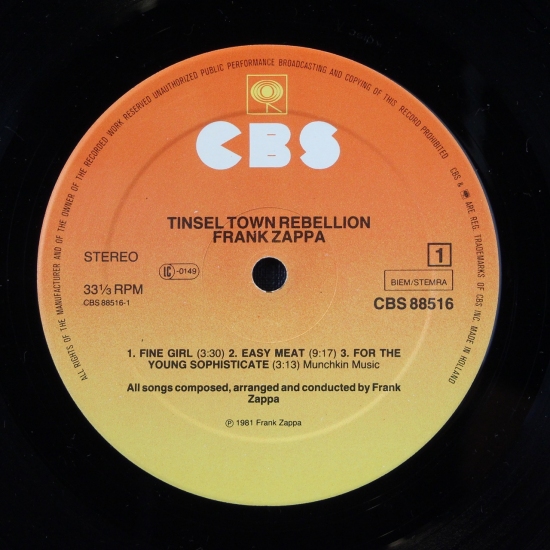 ALL RIGHTS OF THE MANUFACTURER AND OF THE OWNER OF THE RECORDED WORK RESERVED UNAUTHORIZED PUBLIC PERFORMANCE BROADCASTING AND COPYING OF THIS RECORD PROHIBITED
CBS & ARE REG. TRADEMARKS OF CBS INC. MADE IN HOLLAND
CBS
TINSEL TOWN REBELLION
FRANK ZAPPA
STEREO
LC -0149
1
33⅓ RPM
BIEM/STEMRA
CBS 88516-1
CBS 88516
1. FINE GIRL (3:30) 2. EASY MEAT (9:17) 3. FOR THE
YOUNG SOPHISTICATE (3:13) Munchkin Music
All songs composed, arranged and conducted by Frank
Zappa
℗ 1981 Frank Zappa